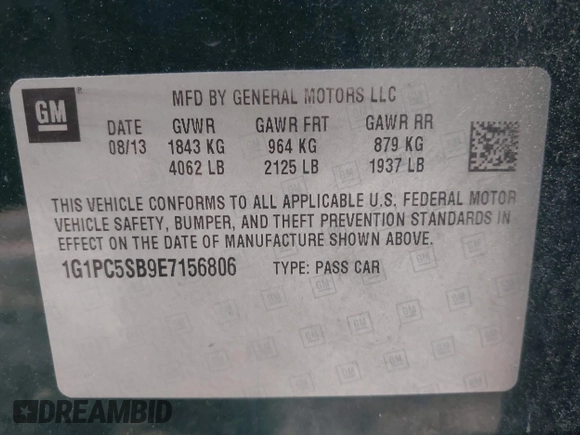 GM
MFD BY GENERAL MOTORS LLC
DATE GVWR GAWR FRT GAWR RR
08/13 1843 KG 964 KG 879 KG
4062 LB 2125 LB 1937 LB
THIS VEHICLE CONFORMS TO ALL APPLICABLE U.S. FEDERAL MOTOR
VEHICLE SAFETY, BUMPER, AND THEFT PREVENTION STANDARDS IN
EFFECT ON THE DATE OF MANUFACTURE SHOWN ABOVE.
1G1PC5SB9E7156806 TYPE: PASS CAR
DREAMBID